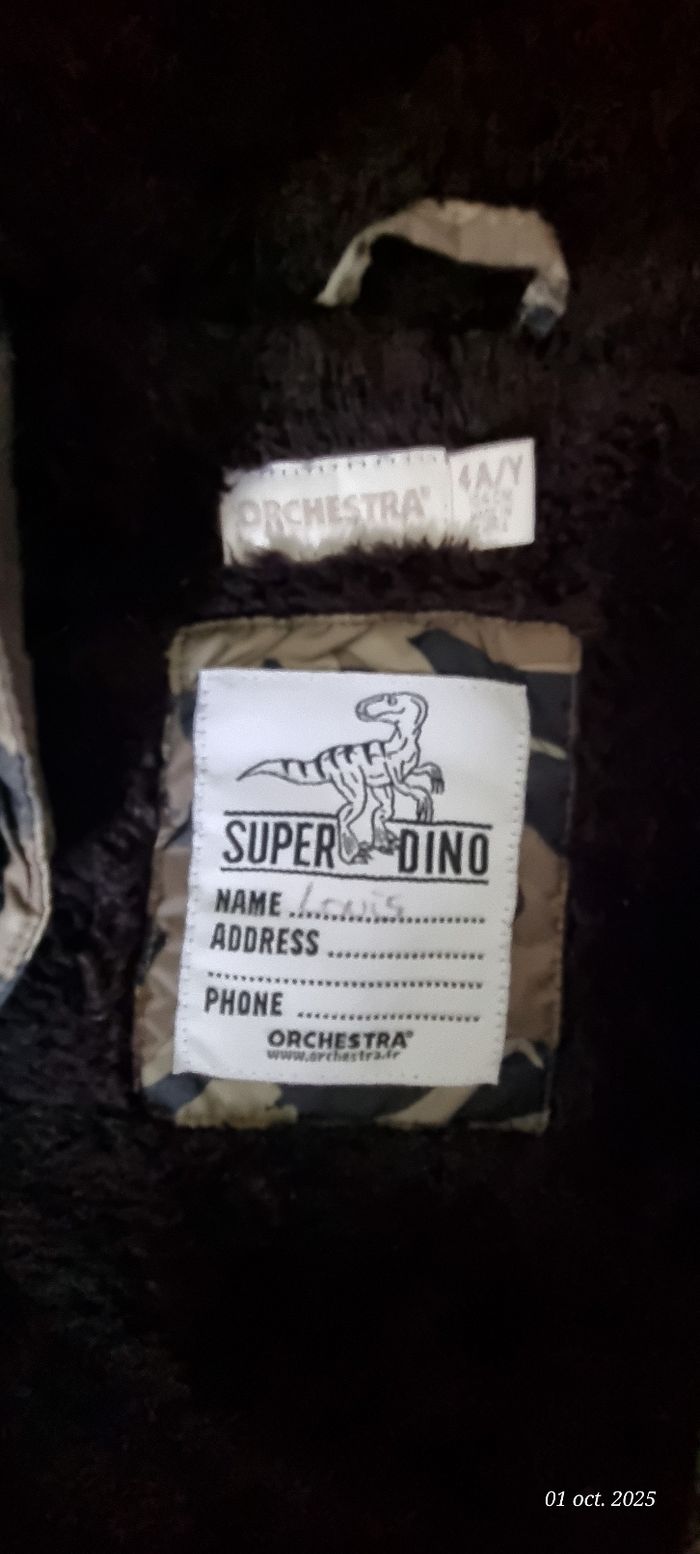 ORCHESTRA®
4A/Y
SUPER DINO
NAME Louis
ADDRESS
PHONE
ORCHESTRA®
www.orchestra.fr
01 oct. 2025